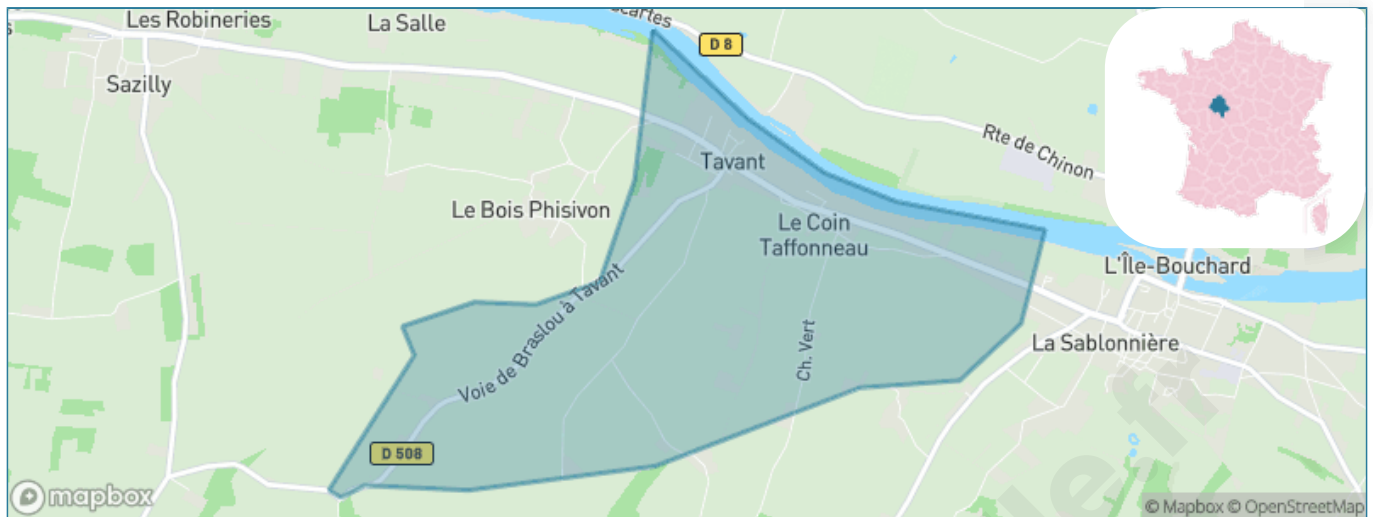 Les Robineries
La Salle
D 8
Sazilly
Rte de Chinon
Tavant
Le Bois Phisivon
Le Coin
Taffonneau
L'Île-Bouchard
Voie de Braslou à Tavant
Ch. Vert
La Sablonnière
D 508
mapbox
© Mapbox © OpenStreetMap